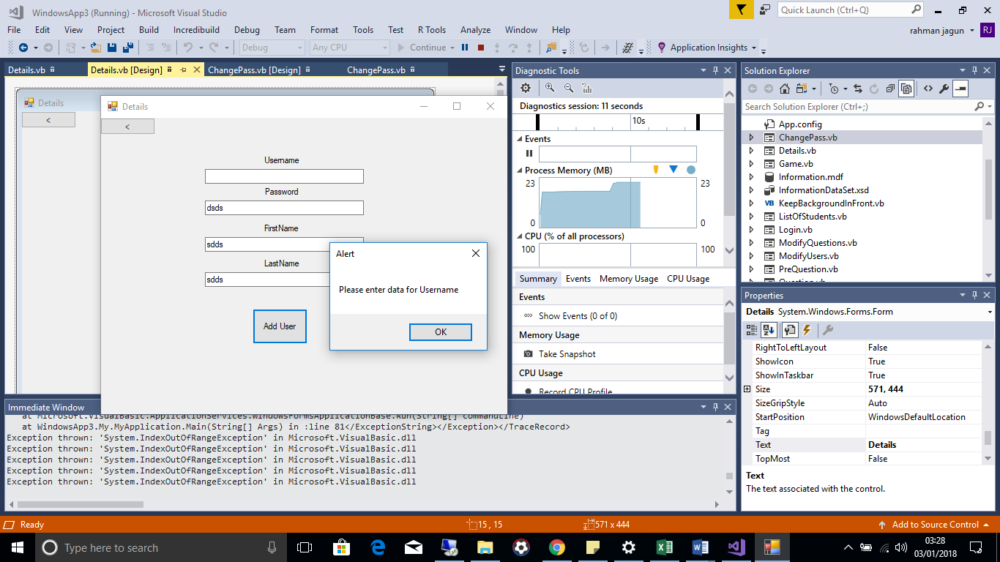 WindowsApp3 (Running) - Microsoft Visual Studio
Quick Launch (Ctrl+Q)
File Edit View Project Build Incredibuild Debug Team Format Tools Test R Tools Analyze Window Help
rahman jagun RJ
Debug Any CPU Continue Application Insights
Details.vb Details.vb [Design] ChangePass.vb [Design] ChangePass.vb
Details
<
Details
<
Username
Password
dsds
FirstName
sdds
LastName
sdds
Add User
Alert
Please enter data for Username
OK
Diagnostic Tools
Diagnostics session: 11 seconds
10s
Events
Process Memory (MB)
23 23
0 0
CPU (% of all processors)
100 100
Summary Events Memory Usage CPU Usage
Events
Show Events (0 of 0)
Memory Usage
Take Snapshot
CPU Usage
Record CPU Profile
Solution Explorer
Search Solution Explorer (Ctrl+;)
App.config
ChangePass.vb
Details.vb
Game.vb
Information.mdf
InformationDataSet.xsd
VB KeepBackgroundInFront.vb
ListOfStudents.vb
Login.vb
ModifyQuestions.vb
ModifyUsers.vb
PreQuestion.vb
Question.vb
Properties
Details System.Windows.Forms.Form
RightToLeftLayout False
ShowIcon True
ShowInTaskbar True
Size 571, 444
SizeGripStyle Auto
StartPosition WindowsDefaultLocation
Tag
Text Details
TopMost False
Text
The text associated with the control.
Immediate Window
at Microsoft.VisualBasic.ApplicationServices.WindowsFormsApplicationBase.Run(String[] commandLine)
at WindowsApp3.My.MyApplication.Main(String[] Args) in :line 81</ExceptionString></Exception></TraceRecord>
Exception thrown: 'System.IndexOutOfRangeException' in Microsoft.VisualBasic.dll
Exception thrown: 'System.IndexOutOfRangeException' in Microsoft.VisualBasic.dll
Exception thrown: 'System.IndexOutOfRangeException' in Microsoft.VisualBasic.dll
Exception thrown: 'System.IndexOutOfRangeException' in Microsoft.VisualBasic.dll
Exception thrown: 'System.IndexOutOfRangeException' in Microsoft.VisualBasic.dll
Ready 15 , 15 571 x 444 Add to Source Control
Type here to search
03:28
03/01/2018